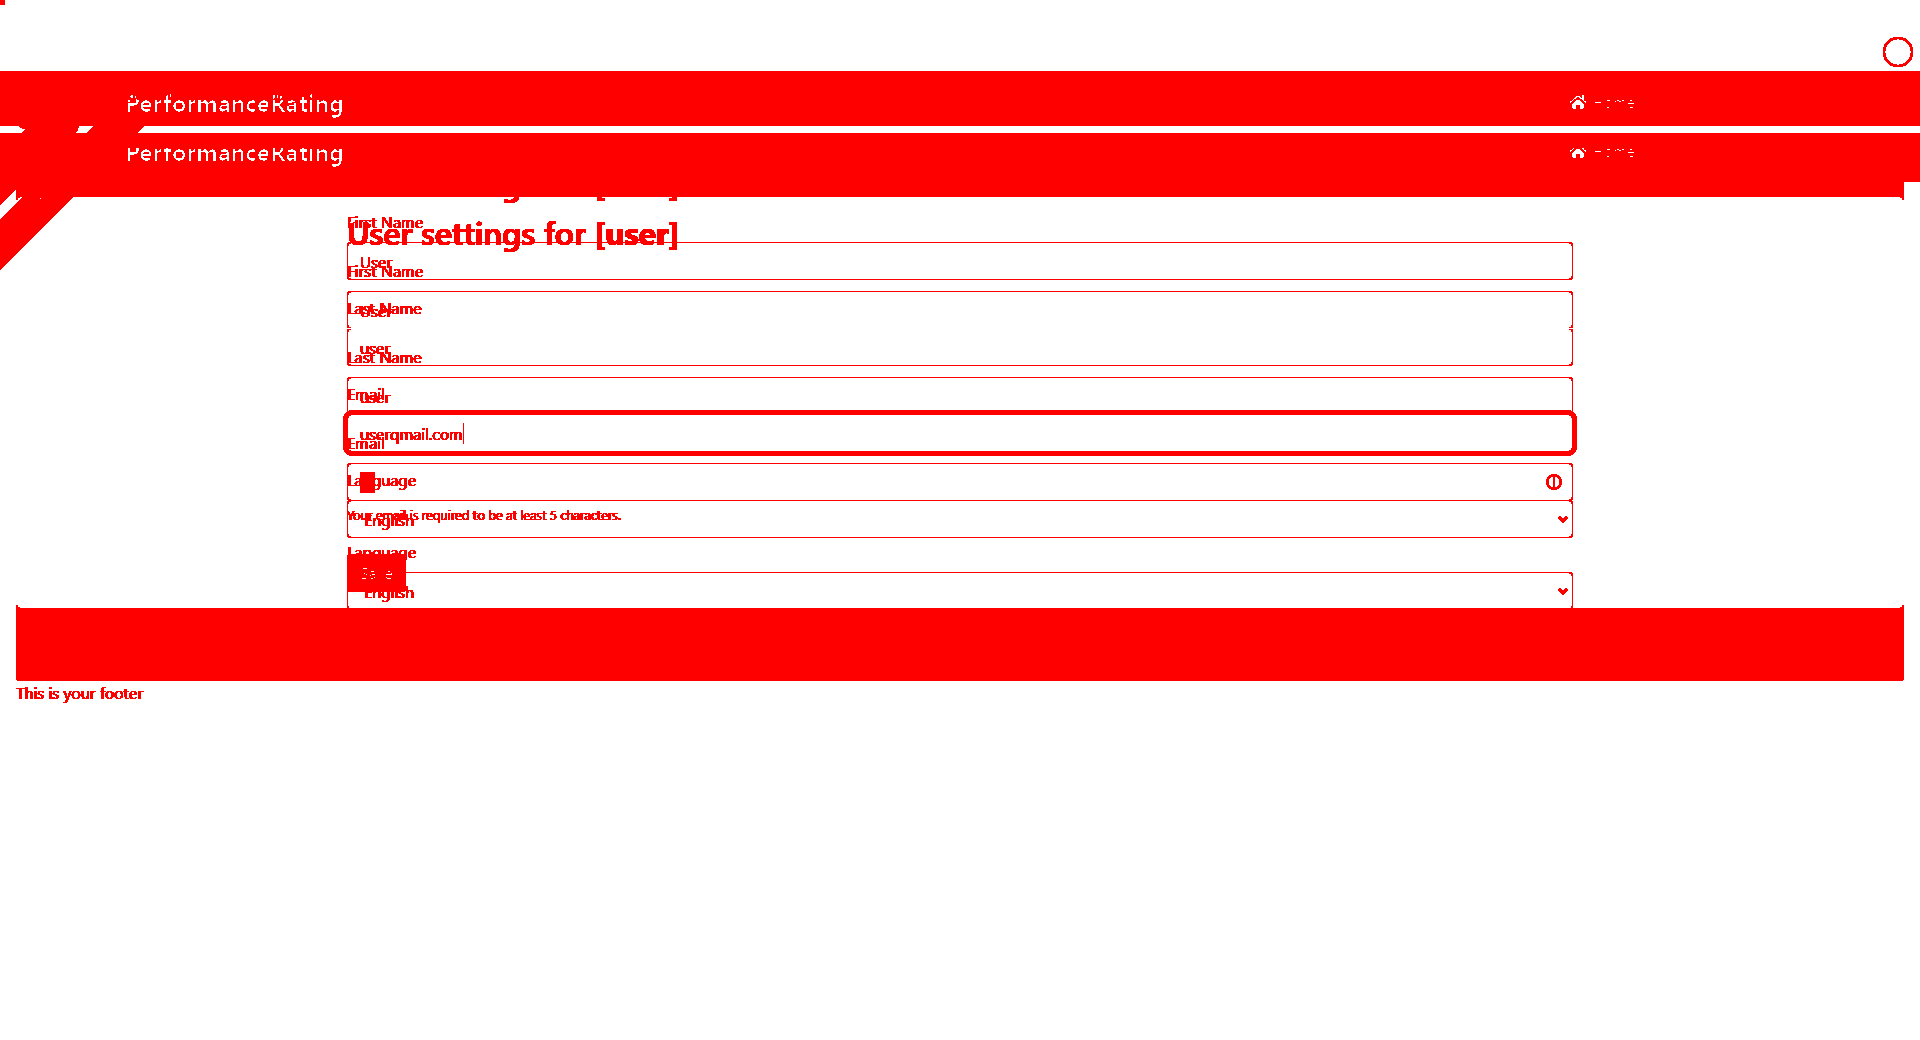 PerformanceRating
Home
PerformanceRating
Home
First Name
User settings for [user]
User
First Name
Last Name
User
user
Last Name
Email
user
userqmail.com
Email
Language
Your email is required to be at least 5 characters.
English
Language
Save
English
This is your footer